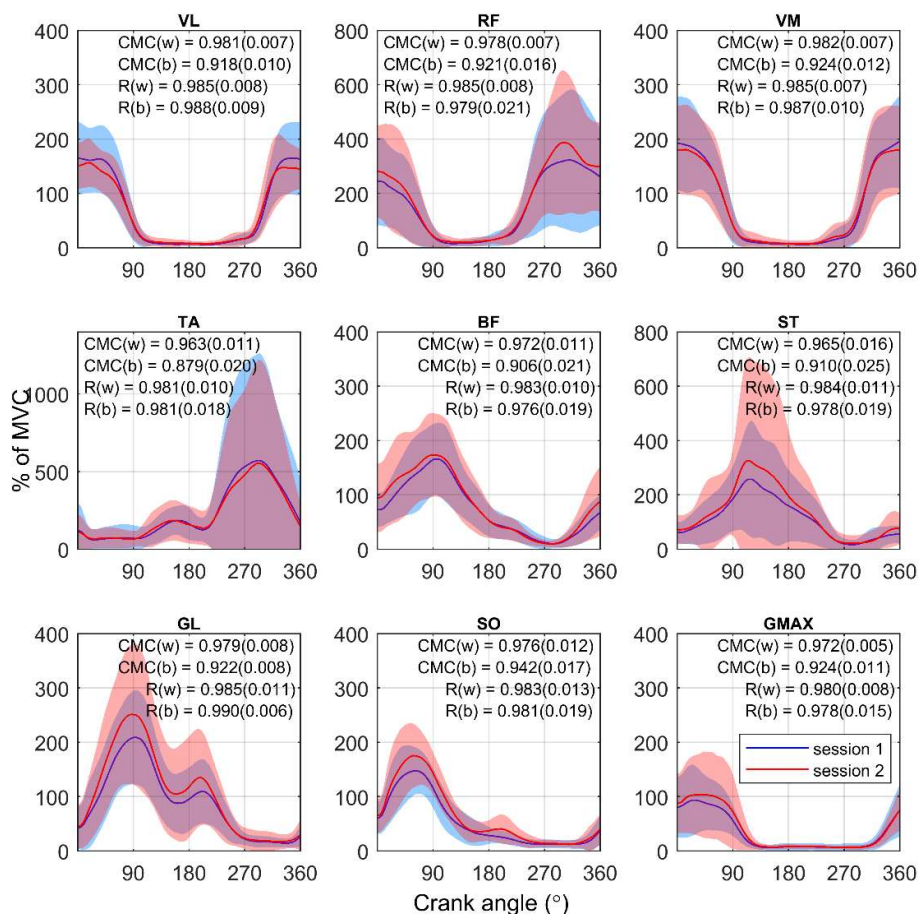 VL
400
300
200
100
0
CMC(w) = 0.981(0.007)
CMC(b) = 0.918(0.010)
R(w) = 0.985(0.008)
R(b) = 0.988(0.009)
90 180 270 360
RF
800
600
400
200
0
CMC(w) = 0.978(0.007)
CMC(b) = 0.921(0.016)
R(w) = 0.985(0.008)
R(b) = 0.979(0.021)
90 180 270 360
VM
400
300
200
100
0
CMC(w) = 0.982(0.007)
CMC(b) = 0.924(0.012)
R(w) = 0.985(0.007)
R(b) = 0.987(0.010)
90 180 270 360
% of MVC
TA
1000
500
0
CMC(w) = 0.963(0.011)
CMC(b) = 0.879(0.020)
R(w) = 0.981(0.010)
R(b) = 0.981(0.018)
90 180 270 360
BF
400
300
200
100
0
CMC(w) = 0.972(0.011)
CMC(b) = 0.906(0.021)
R(w) = 0.983(0.010)
R(b) = 0.976(0.019)
90 180 270 360
ST
800
600
400
200
0
CMC(w) = 0.965(0.016)
CMC(b) = 0.910(0.025)
R(w) = 0.984(0.011)
R(b) = 0.978(0.019)
90 180 270 360
GL
400
300
200
100
0
CMC(w) = 0.979(0.008)
CMC(b) = 0.922(0.008)
R(w) = 0.985(0.011)
R(b) = 0.990(0.006)
90 180 270 360
SO
400
300
200
100
0
CMC(w) = 0.976(0.012)
CMC(b) = 0.942(0.017)
R(w) = 0.983(0.013)
R(b) = 0.981(0.019)
90 180 270 360
GMAX
400
300
200
100
0
CMC(w) = 0.972(0.005)
CMC(b) = 0.924(0.011)
R(w) = 0.980(0.008)
R(b) = 0.978(0.015)
session 1
session 2
90 180 270 360
Crank angle (°)